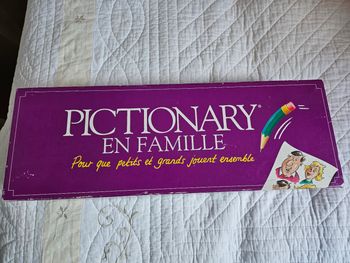 PICTIONARY®
EN FAMILLE
Pour que petits et grands jouent ensemble